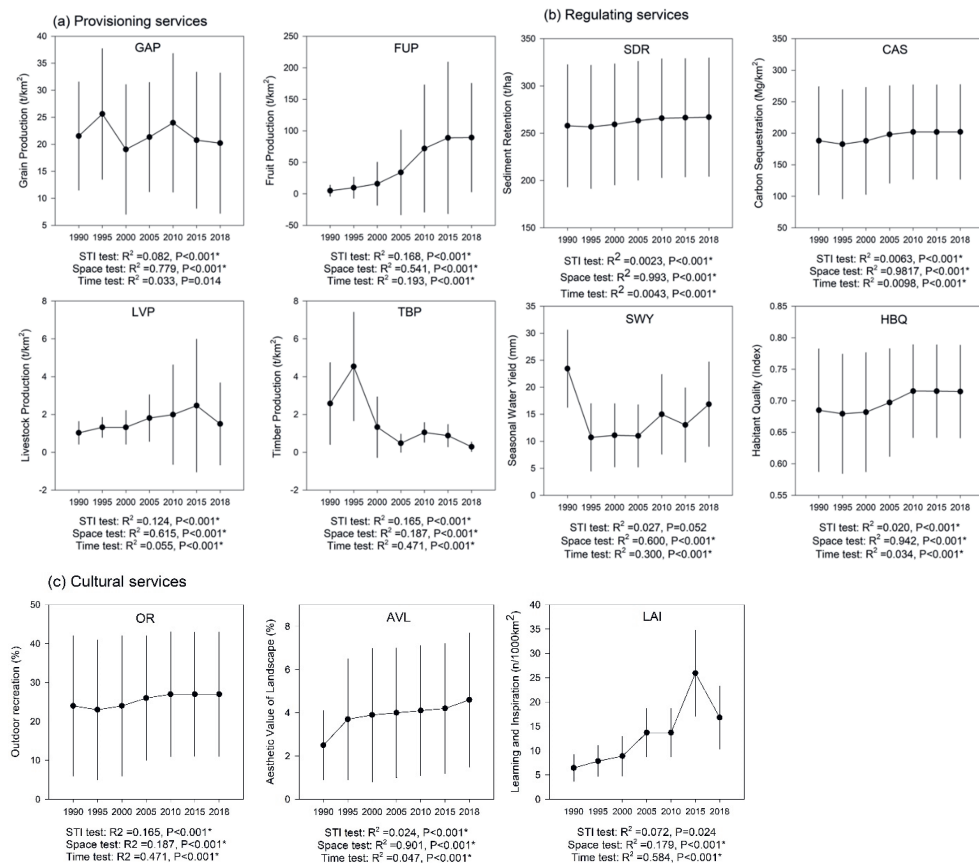 (a) Provisioning services
GAP
Grain Production (t/km²)
40
35
30
25
20
15
10
5
1990 1995 2000 2005 2010 2015 2018
STI test: R² =0.082, P<0.001*
Space test: R² =0.779, P<0.001*
Time test: R² =0.033, P=0.014
FUP
Fruit Production (t/km²)
250
200
150
100
50
0
-50
1990 1995 2000 2005 2010 2015 2018
STI test: R² =0.168, P<0.001*
Space test: R² =0.541, P<0.001*
Time test: R² =0.193, P<0.001*
LVP
Livestock Production (t/km²)
8
6
4
2
0
-2
1990 1995 2000 2005 2010 2015 2018
STI test: R² =0.124, P<0.001*
Space test: R² =0.615, P<0.001*
Time test: R² =0.055, P<0.001*
TBP
Timber Production (t/km²)
8
6
4
2
0
-2
1990 1995 2000 2005 2010 2015 2018
STI test: R² =0.165, P<0.001*
Space test: R² =0.187, P<0.001*
Time test: R² =0.471, P<0.001*
(b) Regulating services
SDR
Sediment Retention (t/ha)
350
300
250
200
150
1990 1995 2000 2005 2010 2015 2018
STI test: R² =0.0023, P<0.001*
Space test: R² =0.993, P<0.001*
Time test: R² =0.0043, P<0.001*
CAS
Carbon Sequestration (Mg/km²)
350
300
250
200
150
100
50
1990 1995 2000 2005 2010 2015 2018
STI test: R² =0.0063, P<0.001*
Space test: R² =0.9817, P<0.001*
Time test: R² =0.0098, P<0.001*
SWY
Seasonal Water Yield (mm)
35
30
25
20
15
10
5
0
1990 1995 2000 2005 2010 2015 2018
STI test: R² =0.027, P=0.052
Space test: R² =0.600, P<0.001*
Time test: R² =0.300, P<0.001*
HBQ
Habitant Quality (Index)
0.80
0.75
0.70
0.65
0.60
0.55
1990 1995 2000 2005 2010 2015 2018
STI test: R² =0.020, P<0.001*
Space test: R² =0.942, P<0.001*
Time test: R² =0.034, P<0.001*
(c) Cultural services
OR
Outdoor recreation (%)
50
40
30
20
10
0
1990 1995 2000 2005 2010 2015 2018
STI test: R2 =0.165, P<0.001*
Space test: R2 =0.187, P<0.001*
Time test: R2 =0.471, P<0.001*
AVL
Aesthetic Value of Landscape (%)
8
6
4
2
0
1990 1995 2000 2005 2010 2015 2018
STI test: R² =0.024, P<0.001*
Space test: R² =0.901, P<0.001*
Time test: R² =0.047, P<0.001*
LAI
Learning and Inspiration (n/1000km²)
40
35
30
25
20
15
10
5
0
1990 1995 2000 2005 2010 2015 2018
STI test: R² =0.072, P=0.024
Space test: R² =0.179, P<0.001*
Time test: R² =0.584, P<0.001*